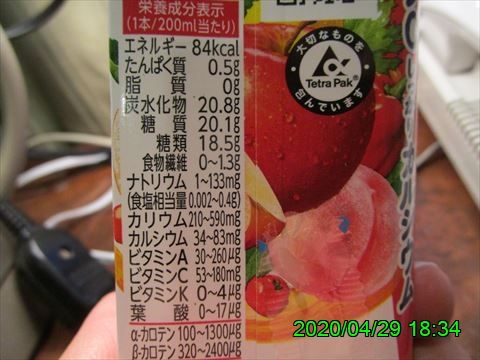 栄養成分表示
(1本/200ml当たり)
エネルギー 84kcal
たんぱく質 0.5g
脂質 0g
炭水化物 20.8g
糖質 20.1g
糖類 18.5g
食物繊維 0~1.3g
ナトリウム 1~133mg
(食塩相当量 0.002~0.4g)
カリウム 210~590mg
カルシウム 34~83mg
ビタミンA 30~260μg
ビタミンC 53~180mg
ビタミンK 0~4μg
葉酸 0~17μg
α-カロテン 100~1300μg
β-カロテン 320~2400μg
・大切なものを・
Tetra Pak®
包んでいます
カルシウム
2020/04/29 18:34